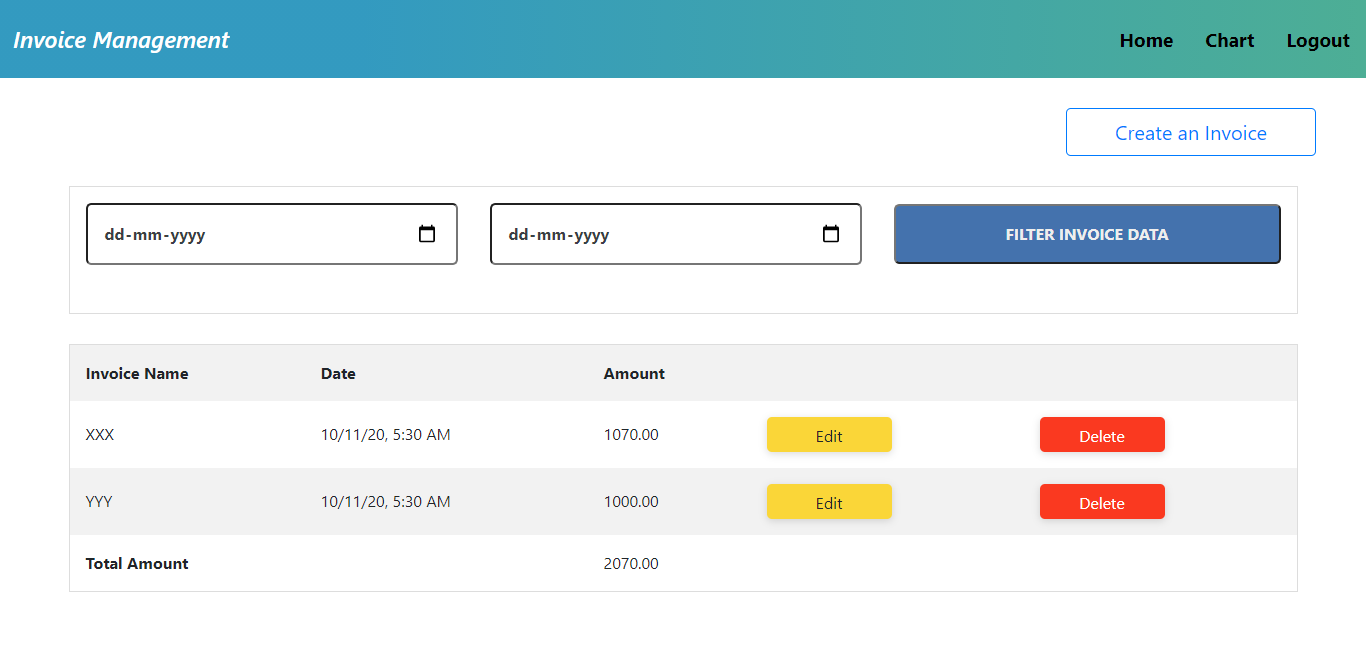 Invoice Management Home Chart Logout
Create an Invoice
dd-mm-yyyy dd-mm-yyyy FILTER INVOICE DATA
Invoice Name Date Amount
XXX 10/11/20, 5:30 AM 1070.00 Edit Delete
YYY 10/11/20, 5:30 AM 1000.00 Edit Delete
Total Amount 2070.00